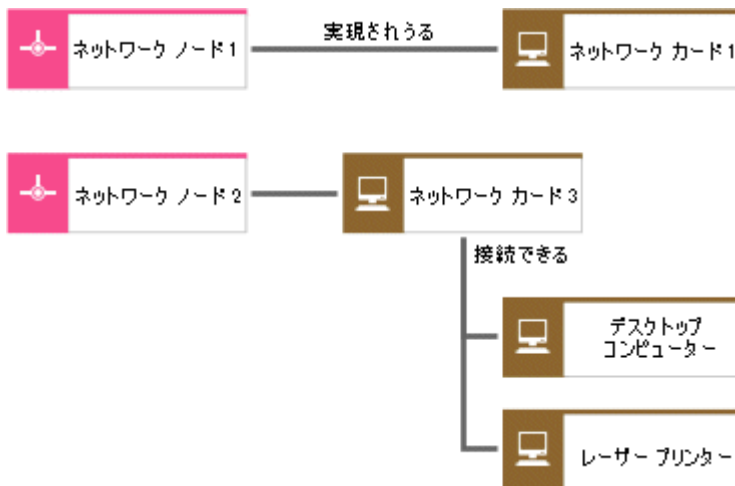 ネットワーク ノード1
実現されうる
ネットワーク カード1
ネットワーク ノード2
ネットワーク カード3
接続できる
デスクトップ
コンピューター
レーザー プリンター